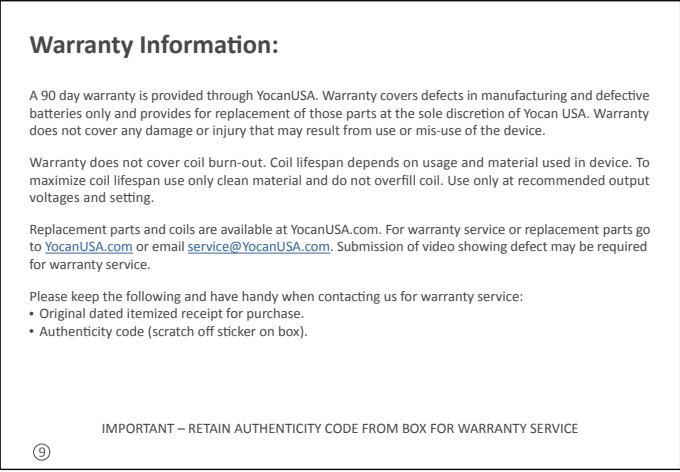 Warranty Information:
A 90 day warranty is provided through YocanUSA. Warranty covers defects in manufacturing and defective
batteries only and provides for replacement of those parts at the sole discretion of Yocan USA. Warranty
does not cover any damage or injury that may result from use or mis-use of the device.
Warranty does not cover coil burn-out. Coil lifespan depends on usage and material used in device. To
maximize coil lifespan use only clean material and do not overfill coil. Use only at recommended output
voltages and setting.
Replacement parts and coils are available at YocanUSA.com. For warranty service or replacement parts go
to YocanUSA.com or email service@YocanUSA.com. Submission of video showing defect may be required
for warranty service.
Please keep the following and have handy when contacting us for warranty service:
• Original dated itemized receipt for purchase.
• Authenticity code (scratch off sticker on box).
IMPORTANT – RETAIN AUTHENTICITY CODE FROM BOX FOR WARRANTY SERVICE
9